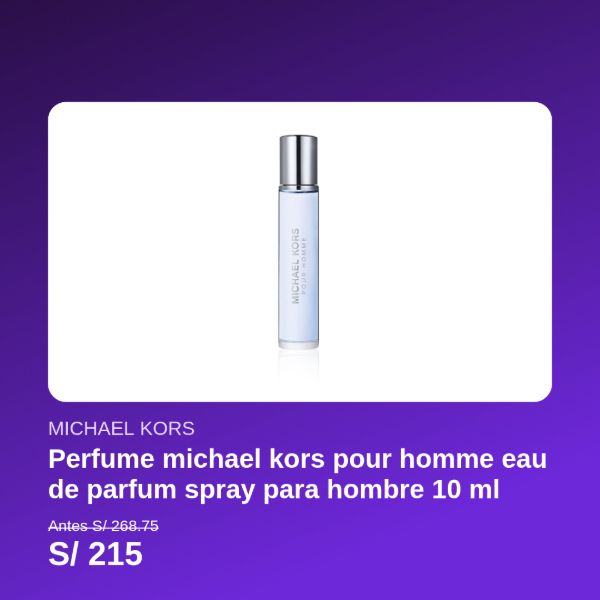 MICHAEL KORS
POUR HOMME
MICHAEL KORS
Perfume michael kors pour homme eau
de parfum spray para hombre 10 ml
Antes S/ 268.75
S/ 215